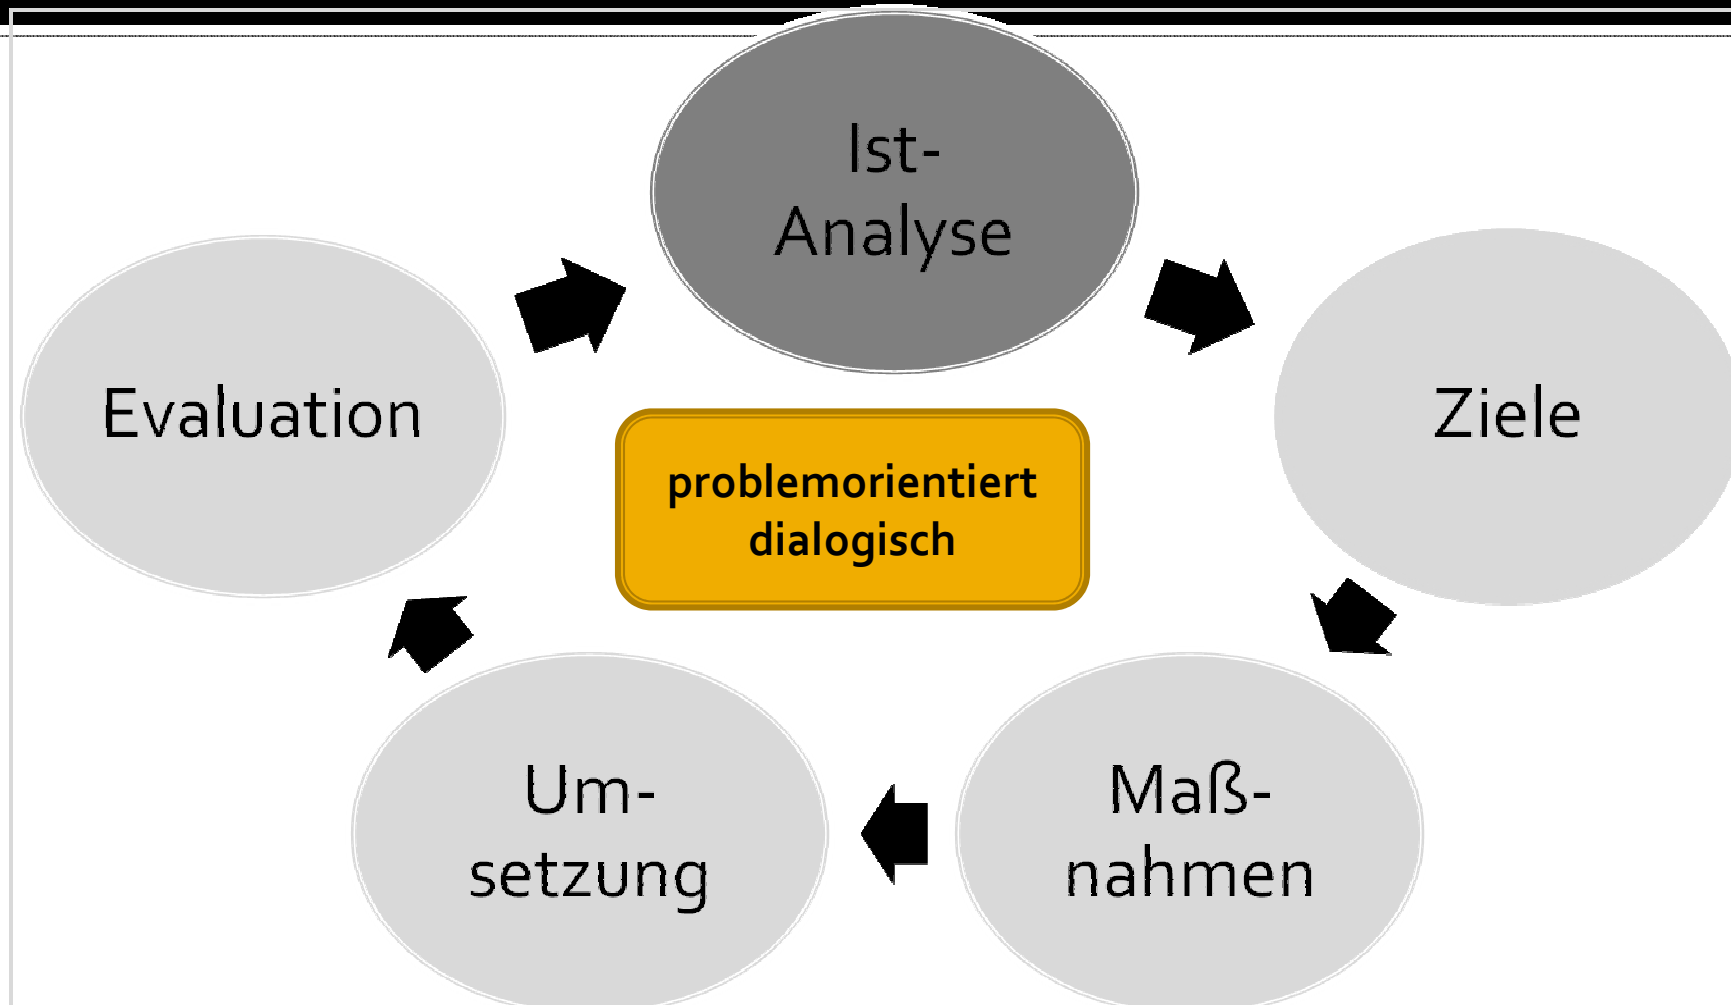 Ist-
Analyse
Ziele
Maß-
nahmen
Um-
setzung
Evaluation
problemorientiert
dialogisch